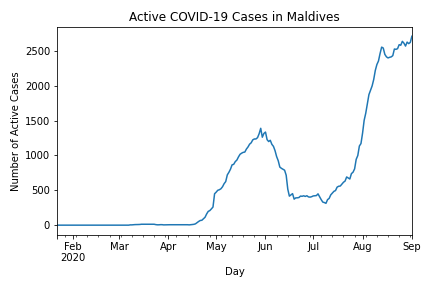 Active COVID-19 Cases in Maldives
Number of Active Cases
2500
2000
1500
1000
500
0
Feb Mar Apr May Jun Jul Aug Sep
2020
Day